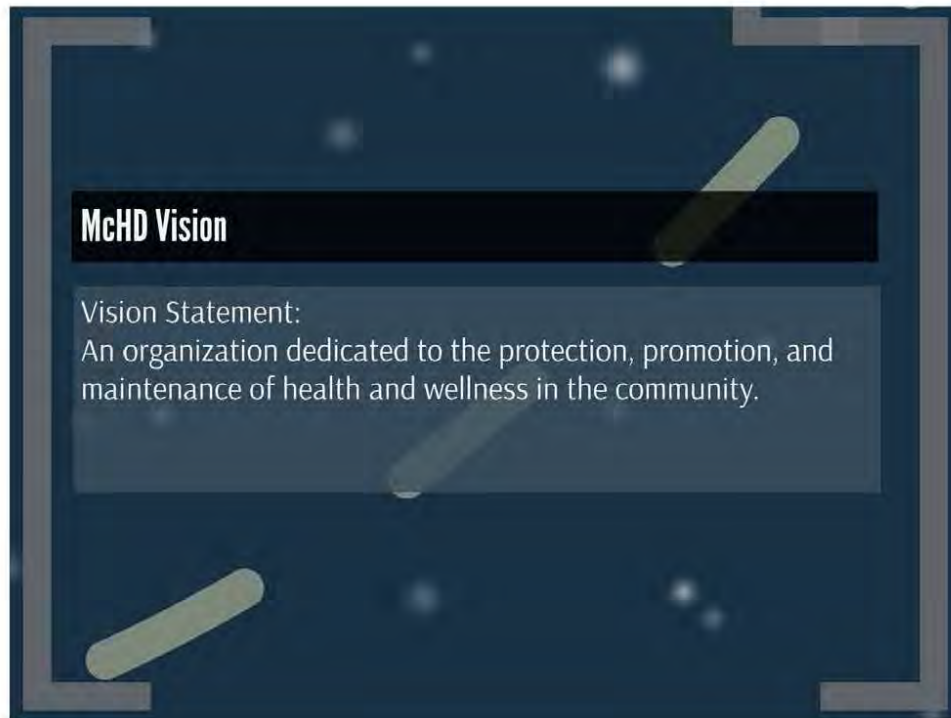 McHD Vision
Vision Statement:
An organization dedicated to the protection, promotion, and
maintenance of health and wellness in the community.